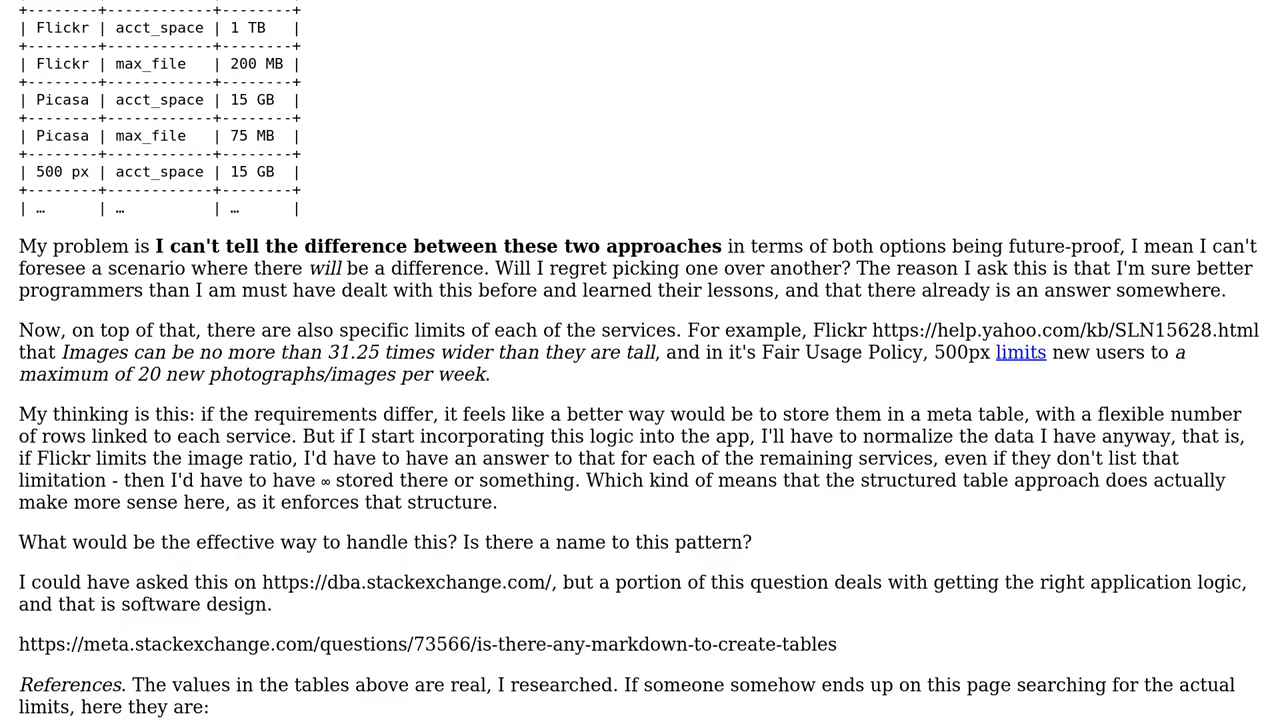 +--------+------------+--------+
| Flickr | acct_space | 1 TB   |
+--------+------------+--------+
| Flickr | max_file   | 200 MB |
+--------+------------+--------+
| Picasa | acct_space | 15 GB  |
+--------+------------+--------+
| Picasa | max_file   | 75 MB  |
+--------+------------+--------+
| 500 px | acct_space | 15 GB  |
+--------+------------+--------+
| …      | …          | …      |
My problem is I can't tell the difference between these two approaches in terms of both options being future-proof, I mean I can't
foresee a scenario where there will be a difference. Will I regret picking one over another? The reason I ask this is that I'm sure better
programmers than I am must have dealt with this before and learned their lessons, and that there already is an answer somewhere.
Now, on top of that, there are also specific limits of each of the services. For example, Flickr https://help.yahoo.com/kb/SLN15628.html
that Images can be no more than 31.25 times wider than they are tall, and in it's Fair Usage Policy, 500px limits new users to a
maximum of 20 new photographs/images per week.
My thinking is this: if the requirements differ, it feels like a better way would be to store them in a meta table, with a flexible number
of rows linked to each service. But if I start incorporating this logic into the app, I'll have to normalize the data I have anyway, that is,
if Flickr limits the image ratio, I'd have to have an answer to that for each of the remaining services, even if they don't list that
limitation - then I'd have to have ∞ stored there or something. Which kind of means that the structured table approach does actually
make more sense here, as it enforces that structure.
What would be the effective way to handle this? Is there a name to this pattern?
I could have asked this on https://dba.stackexchange.com/, but a portion of this question deals with getting the right application logic,
and that is software design.
https://meta.stackexchange.com/questions/73566/is-there-any-markdown-to-create-tables
References. The values in the tables above are real, I researched. If someone somehow ends up on this page searching for the actual
limits, here they are: